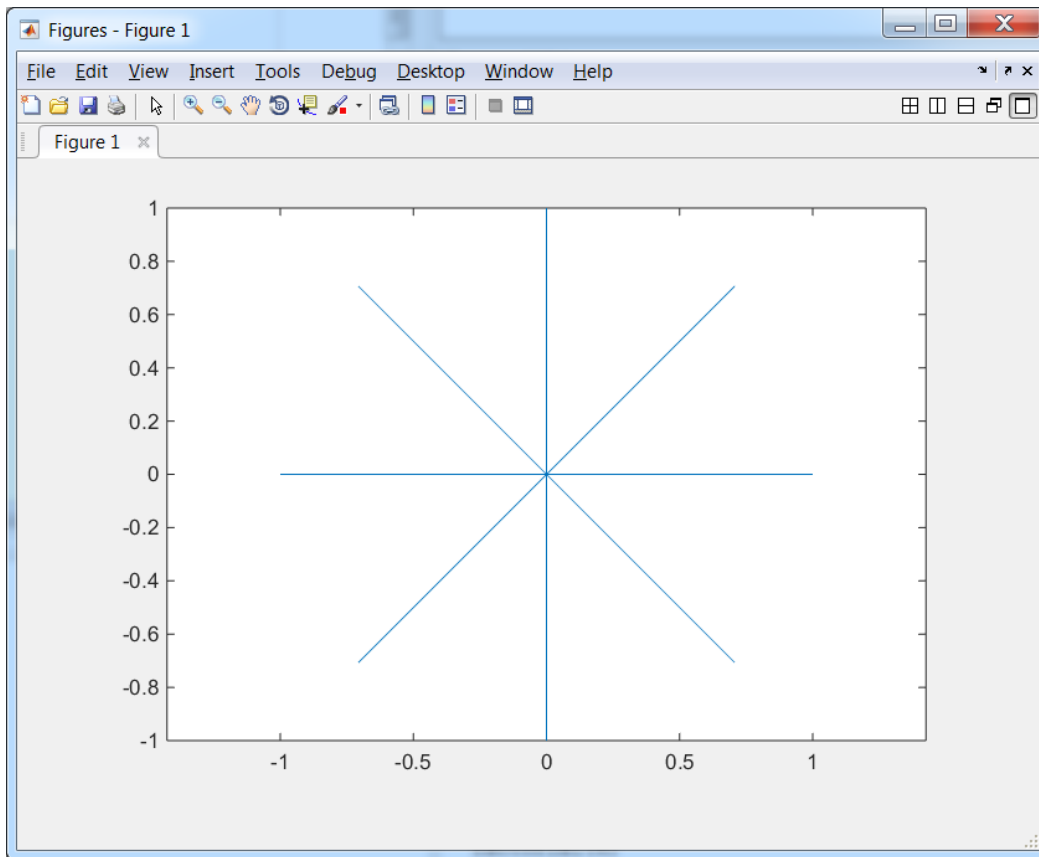 Figures - Figure 1
File Edit View Insert Tools Debug Desktop Window Help
Figure 1
1
0.8
0.6
0.4
0.2
0
-0.2
-0.4
-0.6
-0.8
-1
-1 -0.5 0 0.5 1